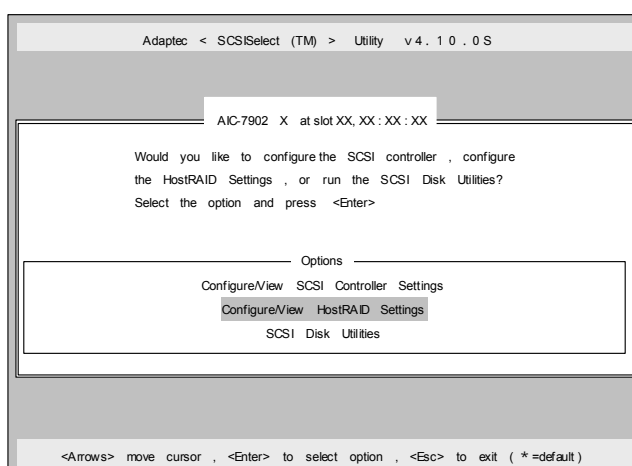 Adaptec < SCSISelect (TM) > Utility v4.10.0S
AIC-7902 X at slot XX, XX : XX : XX
Would you like to configure the SCSI controller , configure
the HostRAID Settings , or run the SCSI Disk Utilities?
Select the option and press <Enter>
Options
Configure/View SCSI Controller Settings
Configure/View HostRAID Settings
SCSI Disk Utilities
<Arrows> move cursor , <Enter> to select option , <Esc> to exit ( *=default )